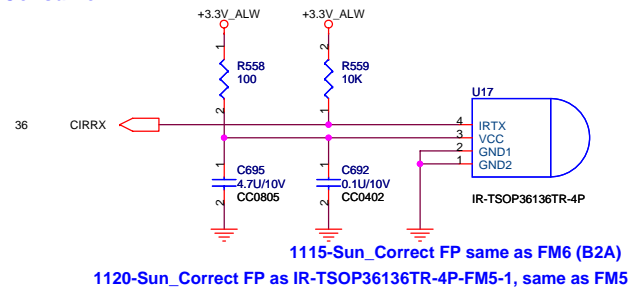 +3.3V_ALW +3.3V_ALW
1 2
R558 R559
100 10K
2 1
U17
36 CIRRX
4 IRTX
3 VCC
2 GND1
1 GND2
1 1
C695 C692
4.7U/10V 0.1U/10V
CC0805 CC0402
2 2
IR-TSOP36136TR-4P
1115-Sun_Correct FP same as FM6 (B2A)
1120-Sun_Correct FP as IR-TSOP36136TR-4P-FM5-1, same as FM5